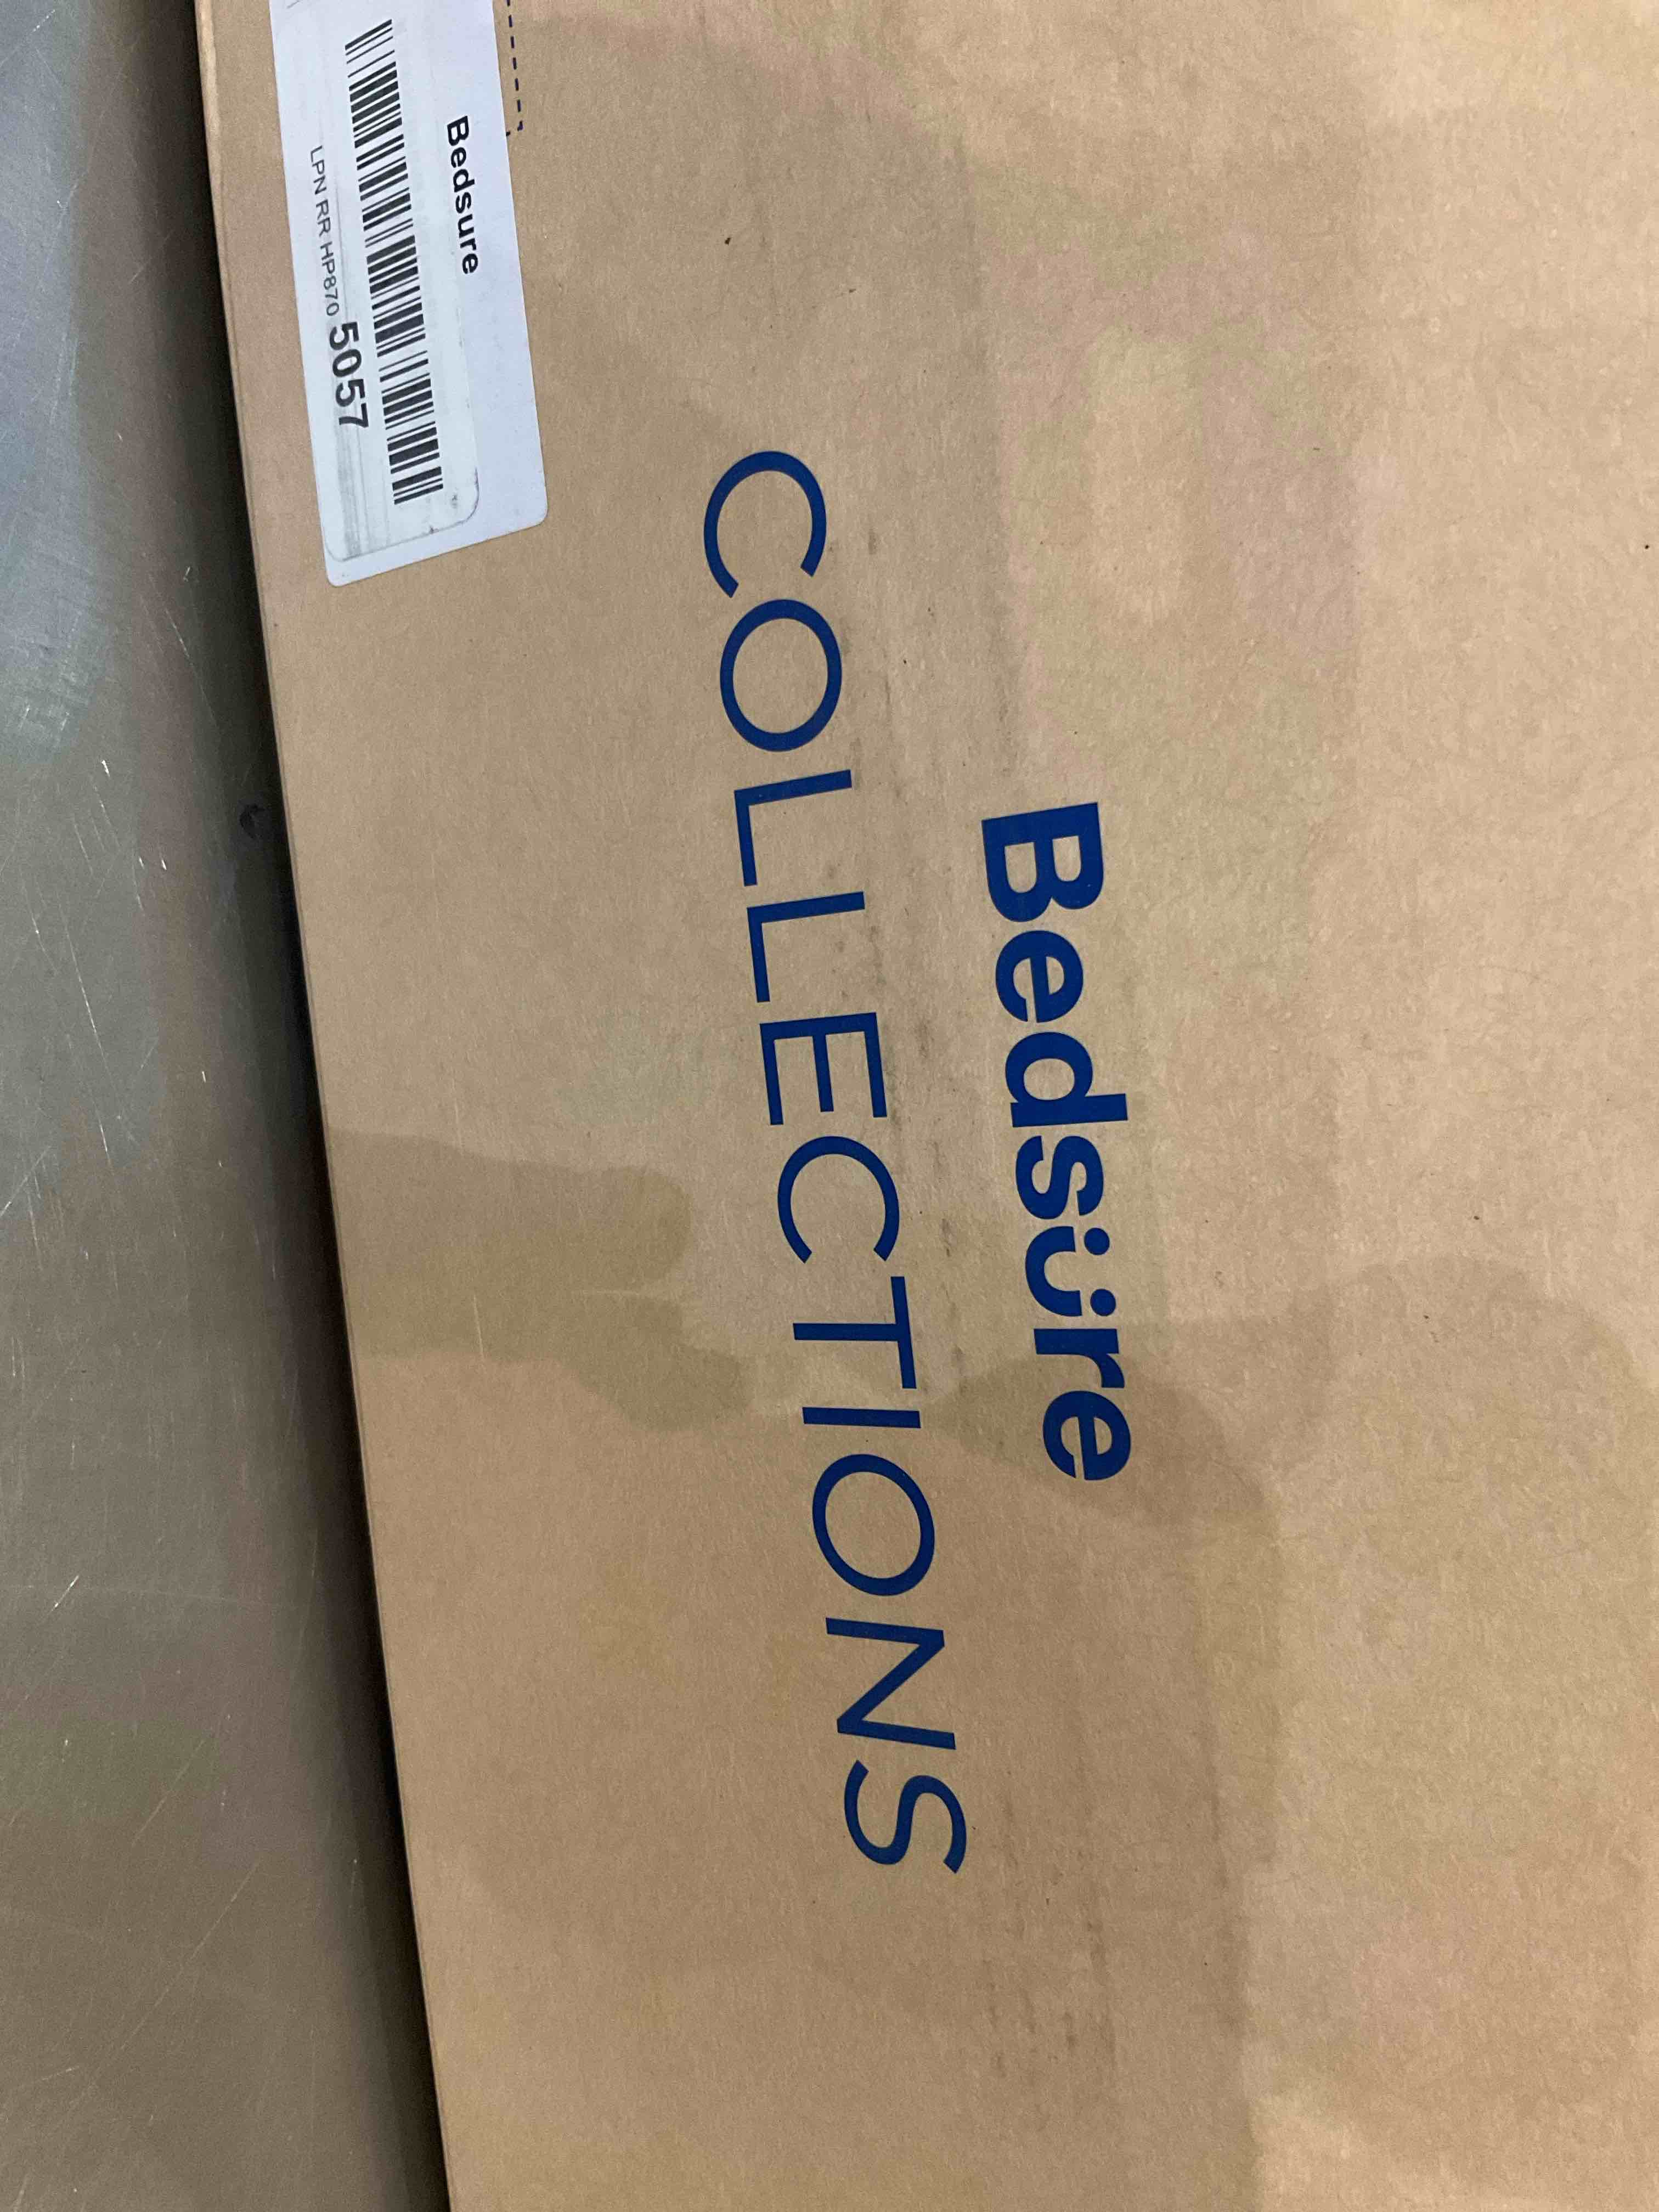 Bedsure
LPN RR HP870 5057
Bedsüre
COLLECTIONS